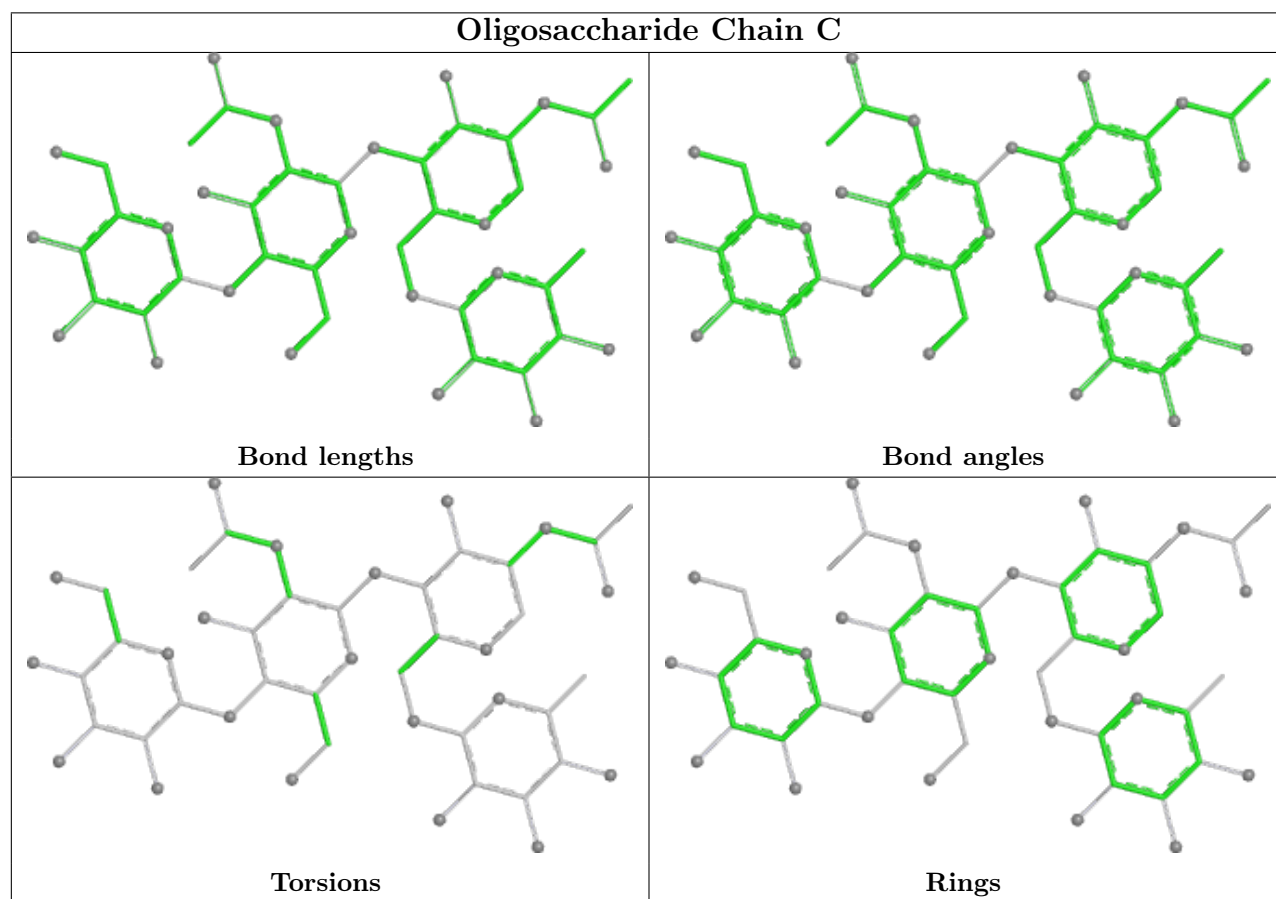 Oligosaccharide Chain C
Bond lengths
Bond angles
Torsions
Rings